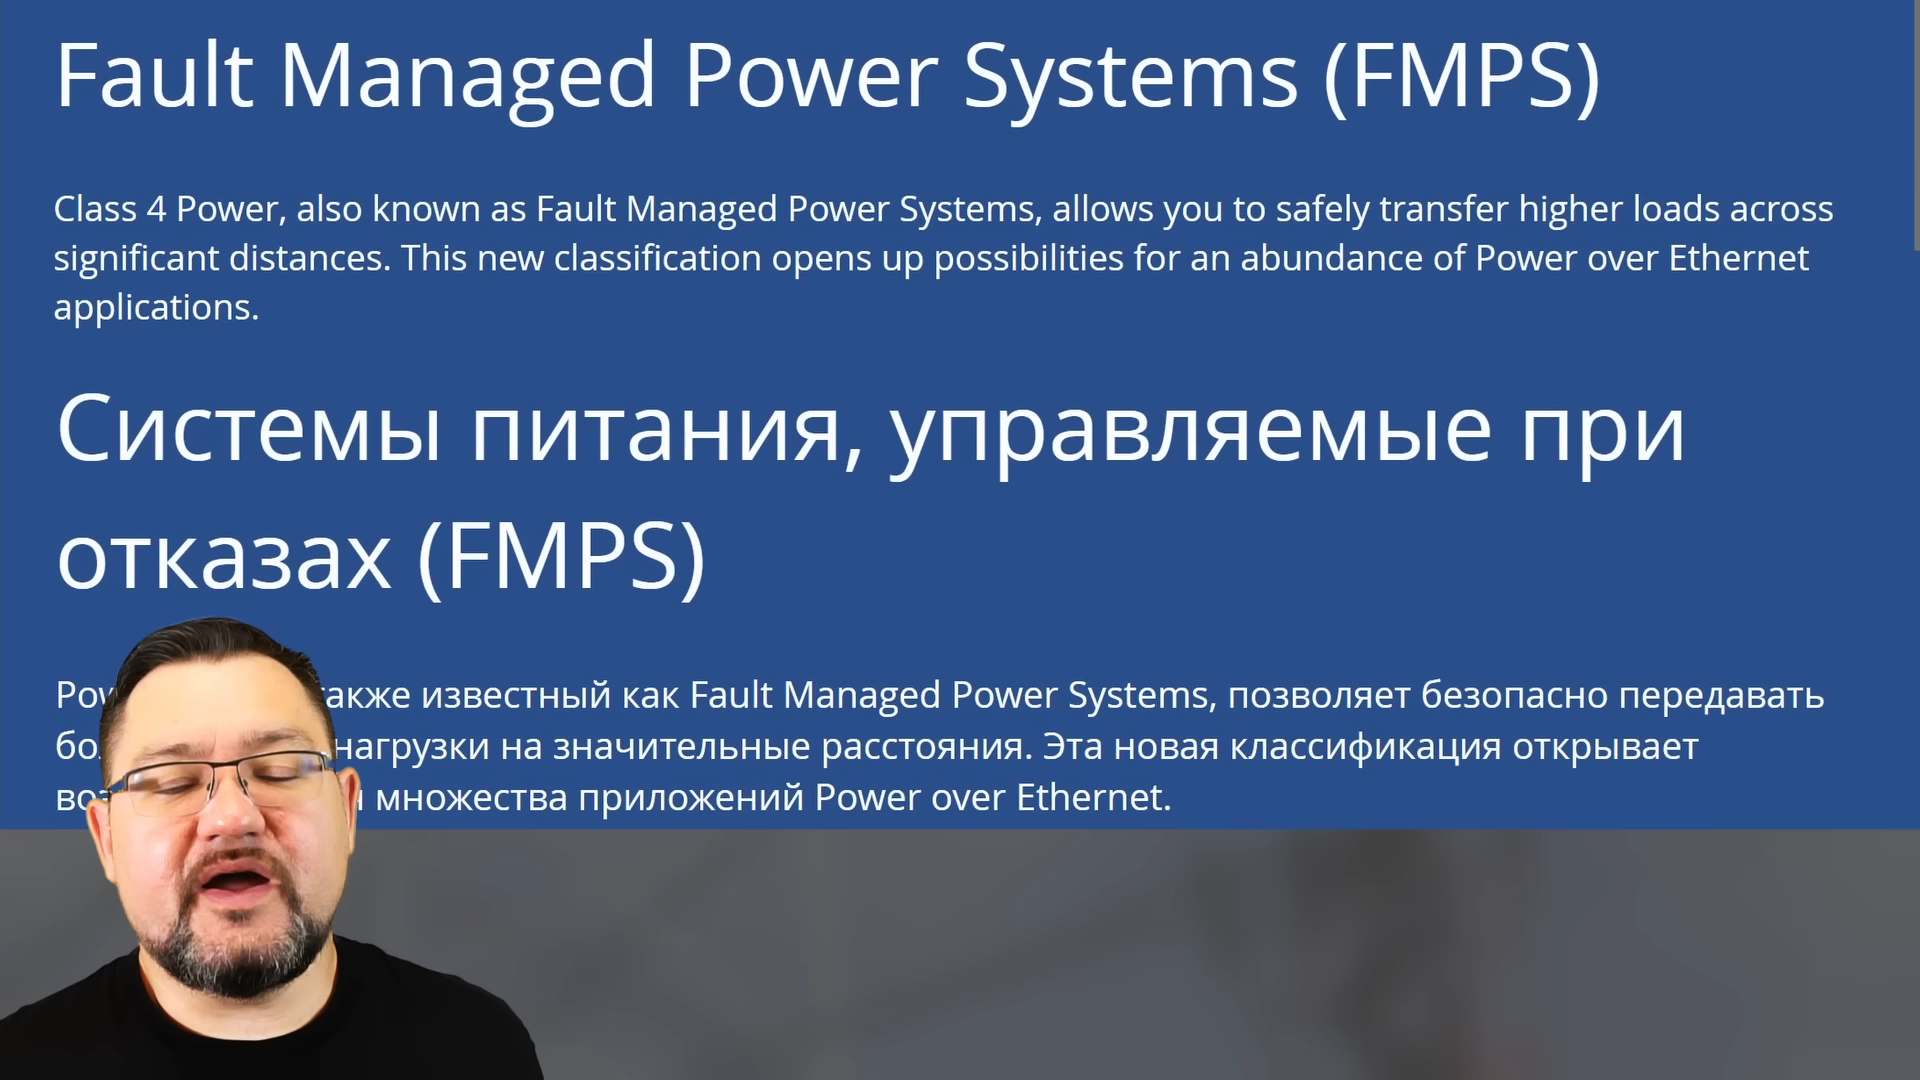 Fault Managed Power Systems (FMPS)
Class 4 Power, also known as Fault Managed Power Systems, allows you to safely transfer higher loads across
significant distances. This new classification opens up possibilities for an abundance of Power over Ethernet
applications.
Системы питания, управляемые при
отказах (FMPS)
также известный как Fault Managed Power Systems, позволяет безопасно передавать
нагрузки на значительные расстояния. Эта новая классификация открывает
множества приложений Power over Ethernet.